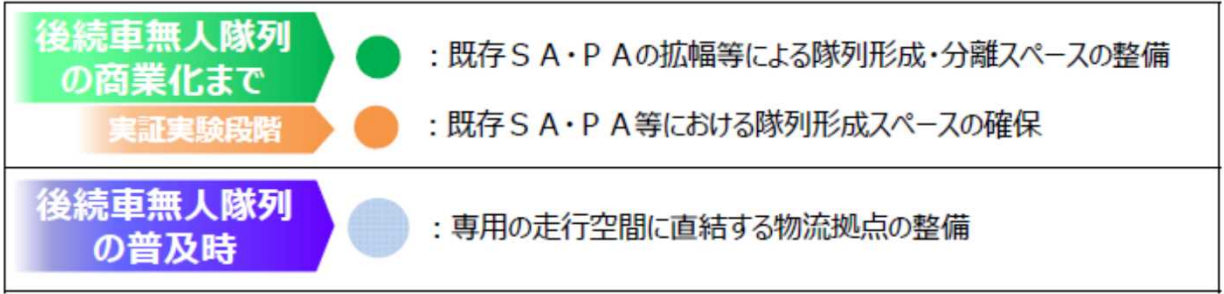 後続車無人隊列
の商業化まで
：既存ＳＡ・ＰＡの拡幅等による隊列形成・分離スペースの整備
実証実験段階
：既存ＳＡ・ＰＡ等における隊列形成スペースの確保
後続車無人隊列
の普及時
：専用の走行空間に直結する物流拠点の整備